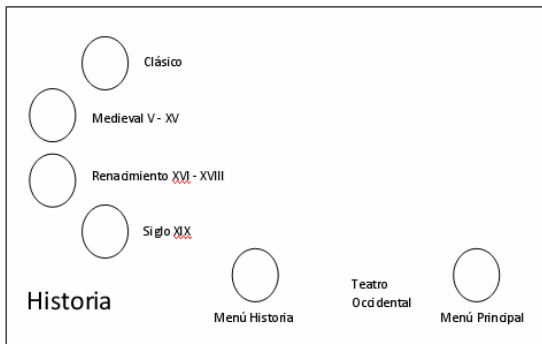 Clásico
Medieval V - XV
Renacimiento XVI - XVIII
Siglo XIX
Historia
Menú Historia
Teatro
Occidental
Menú Principal